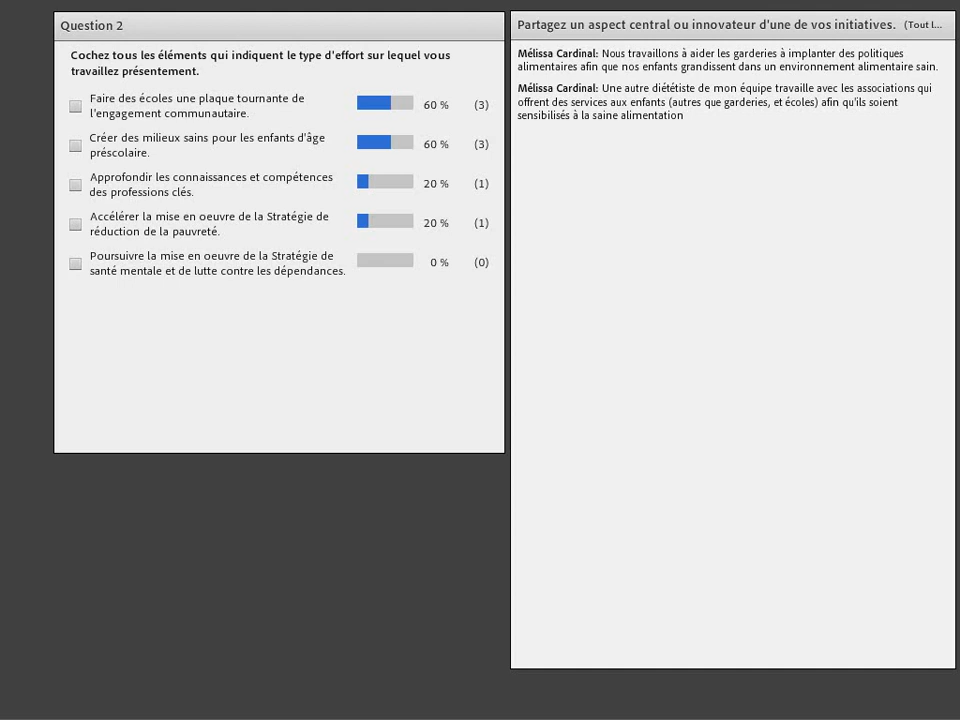 Question 2
Cochez tous les éléments qui indiquent le type d'effort sur lequel vous
travaillez présentement.
Faire des écoles une plaque tournante de
l'engagement communautaire.
60 % (3)
Créer des milieux sains pour les enfants d'âge
préscolaire.
60 % (3)
Approfondir les connaissances et compétences
des professions clés.
20 % (1)
Accélérer la mise en oeuvre de la Stratégie de
réduction de la pauvreté.
20 % (1)
Poursuivre la mise en oeuvre de la Stratégie de
santé mentale et de lutte contre les dépendances.
0 % (0)
Partagez un aspect central ou innovateur d'une de vos initiatives. (Tout l...
Mélissa Cardinal: Nous travaillons à aider les garderies à implanter des politiques
alimentaires afin que nos enfants grandissent dans un environnement alimentaire sain.
Mélissa Cardinal: Une autre diététiste de mon équipe travaille avec les associations qui
offrent des services aux enfants (autres que garderies, et écoles) afin qu'ils soient
sensibilisés à la saine alimentation